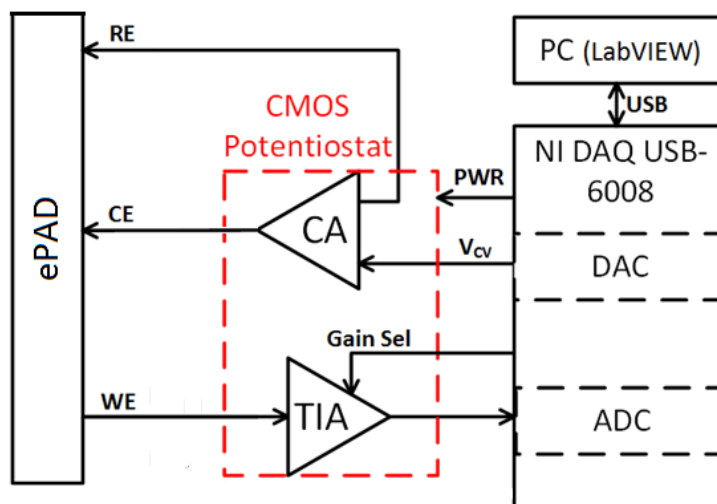 RE
PC (LabVIEW)
USB
CMOS
Potentiostat
NI DAQ USB-
6008
PWR
ePAD
CE
CA
V_CV
DAC
Gain Sel
WE
TIA
ADC